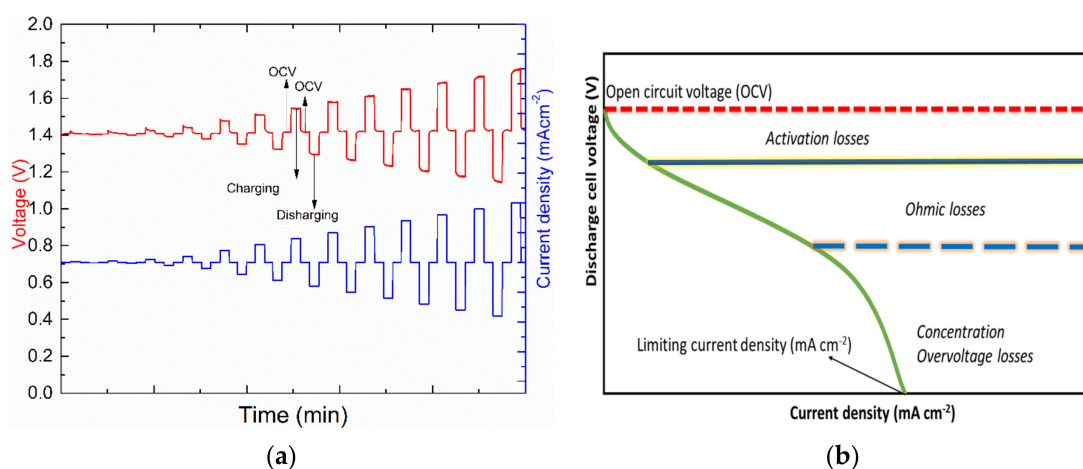 (a)
2.0
1.8
1.6
1.4
1.2
1.0
0.8
0.6
0.4
0.2
0.0
Voltage (V)
OCV
OCV
Charging
Disharging
Current density (mAcm-2)
Time (min)
(a)
Open circuit voltage (OCV)
Activation losses
Ohmic losses
Concentration
Overvoltage losses
Limiting current density (mA cm-2)
Discharge cell voltage (V)
Current density (mA cm-2)
(b)